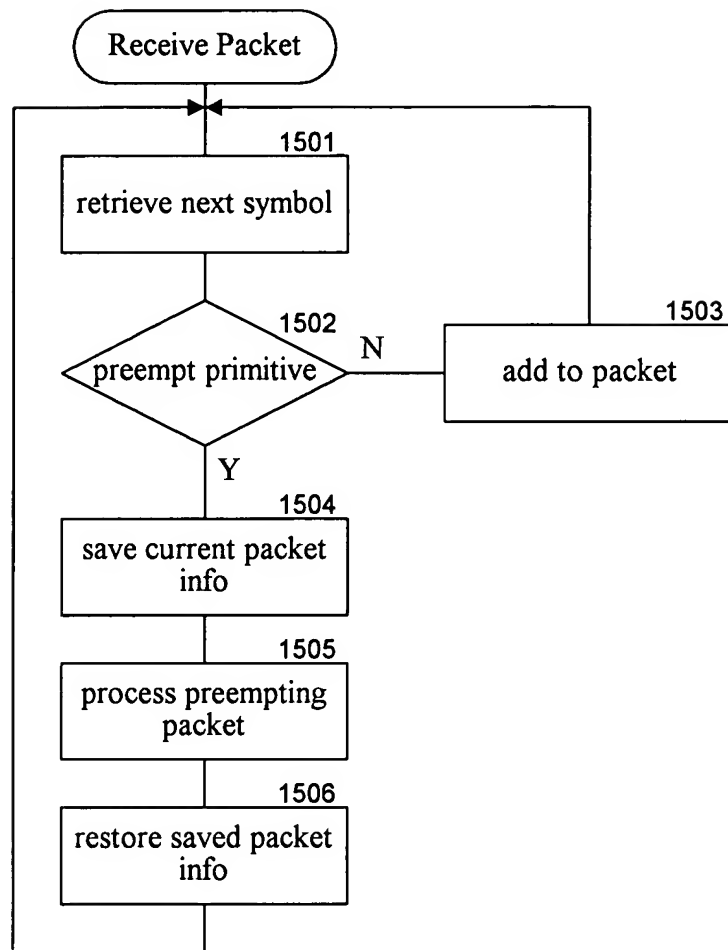 Receive Packet
1501
retrieve next symbol
1502
preempt primitive
N
1503
add to packet
Y
1504
save current packet
info
1505
process preempting
packet
1506
restore saved packet
info